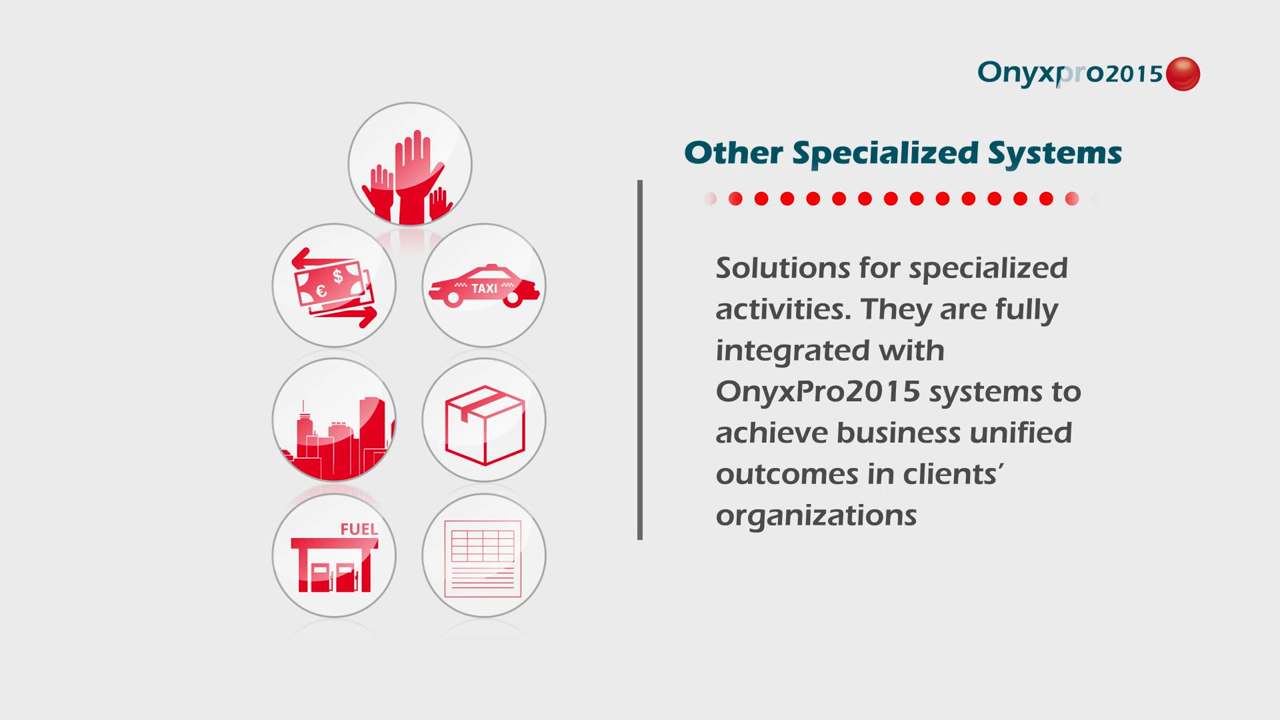 Onyxpro2015
Other Specialized Systems
Solutions for specialized
activities. They are fully
integrated with
OnyxPro2015 systems to
achieve business unified
outcomes in clients’
organizations
$
€
TAXI
FUEL